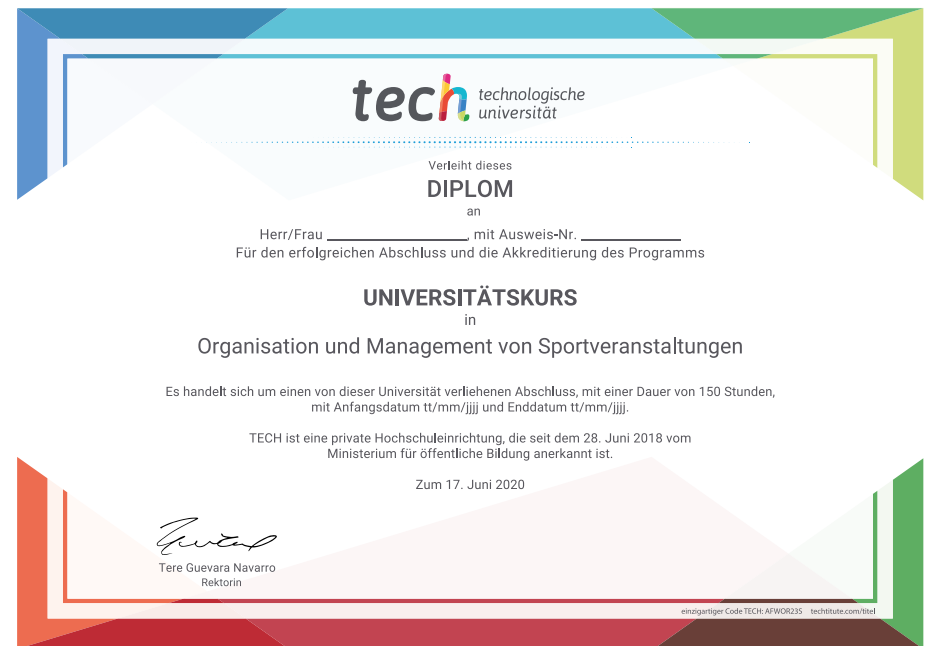 tech technologische
universität
Verleiht dieses
DIPLOM
an
Herr/Frau ____________________, mit Ausweis-Nr. ______________
Für den erfolgreichen Abschluss und die Akkreditierung des Programms
UNIVERSITÄTSKURS
in
Organisation und Management von Sportveranstaltungen
Es handelt sich um einen von dieser Universität verliehenen Abschluss, mit einer Dauer von 150 Stunden,
mit Anfangsdatum tt/mm/jjjj und Enddatum tt/mm/jjjj.
TECH ist eine private Hochschuleinrichtung, die seit dem 28. Juni 2018 vom
Ministerium für öffentliche Bildung anerkannt ist.
Zum 17. Juni 2020
Tere Guevara Navarro
Rektorin
einzigartiger Code TECH: AFWOR235 techtitute.com/titel